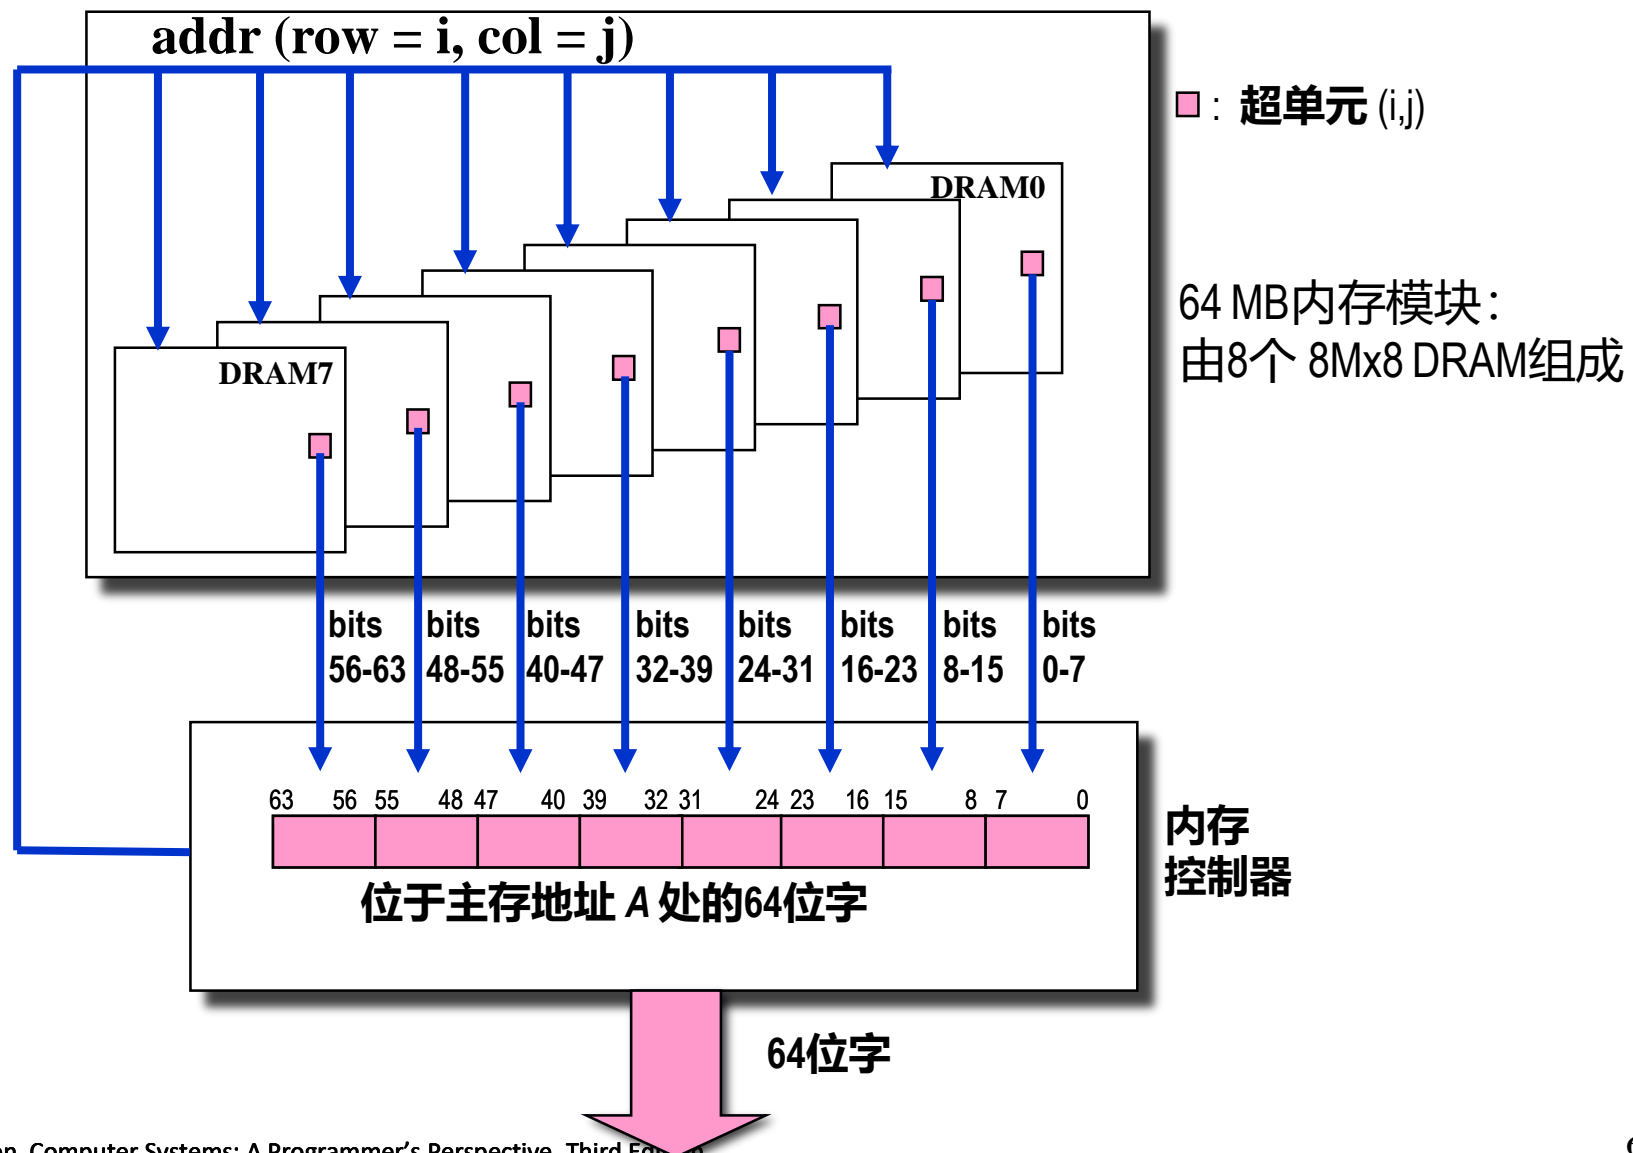 addr (row = i, col = j)
: 超单元 (i,j)
DRAM0
64 MB内存模块：
由8个 8Mx8 DRAM组成
DRAM7
bits bits bits bits bits bits bits bits
56-63 48-55 40-47 32-39 24-31 16-23 8-15 0-7
63 56 55 48 47 40 39 32 31 24 23 16 15 8 7 0
内存
控制器
位于主存地址 A 处的64位字
64位字
Computer Systems: A Programmer's Perspective, Third